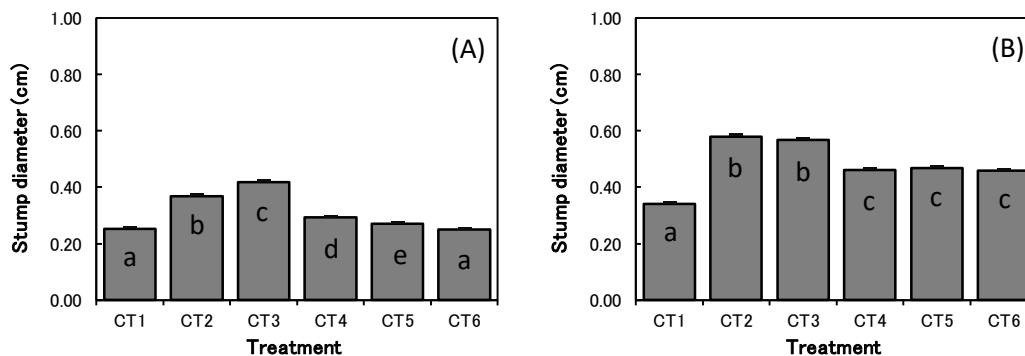 1.00
0.80
0.60
0.40
0.20
0.00
Stump diameter (cm)
(A)
a
b
c
d
e
a
CT1 CT2 CT3 CT4 CT5 CT6
Treatment
1.00
0.80
0.60
0.40
0.20
0.00
Stump diameter (cm)
(B)
a
b
b
c
c
c
CT1 CT2 CT3 CT4 CT5 CT6
Treatment